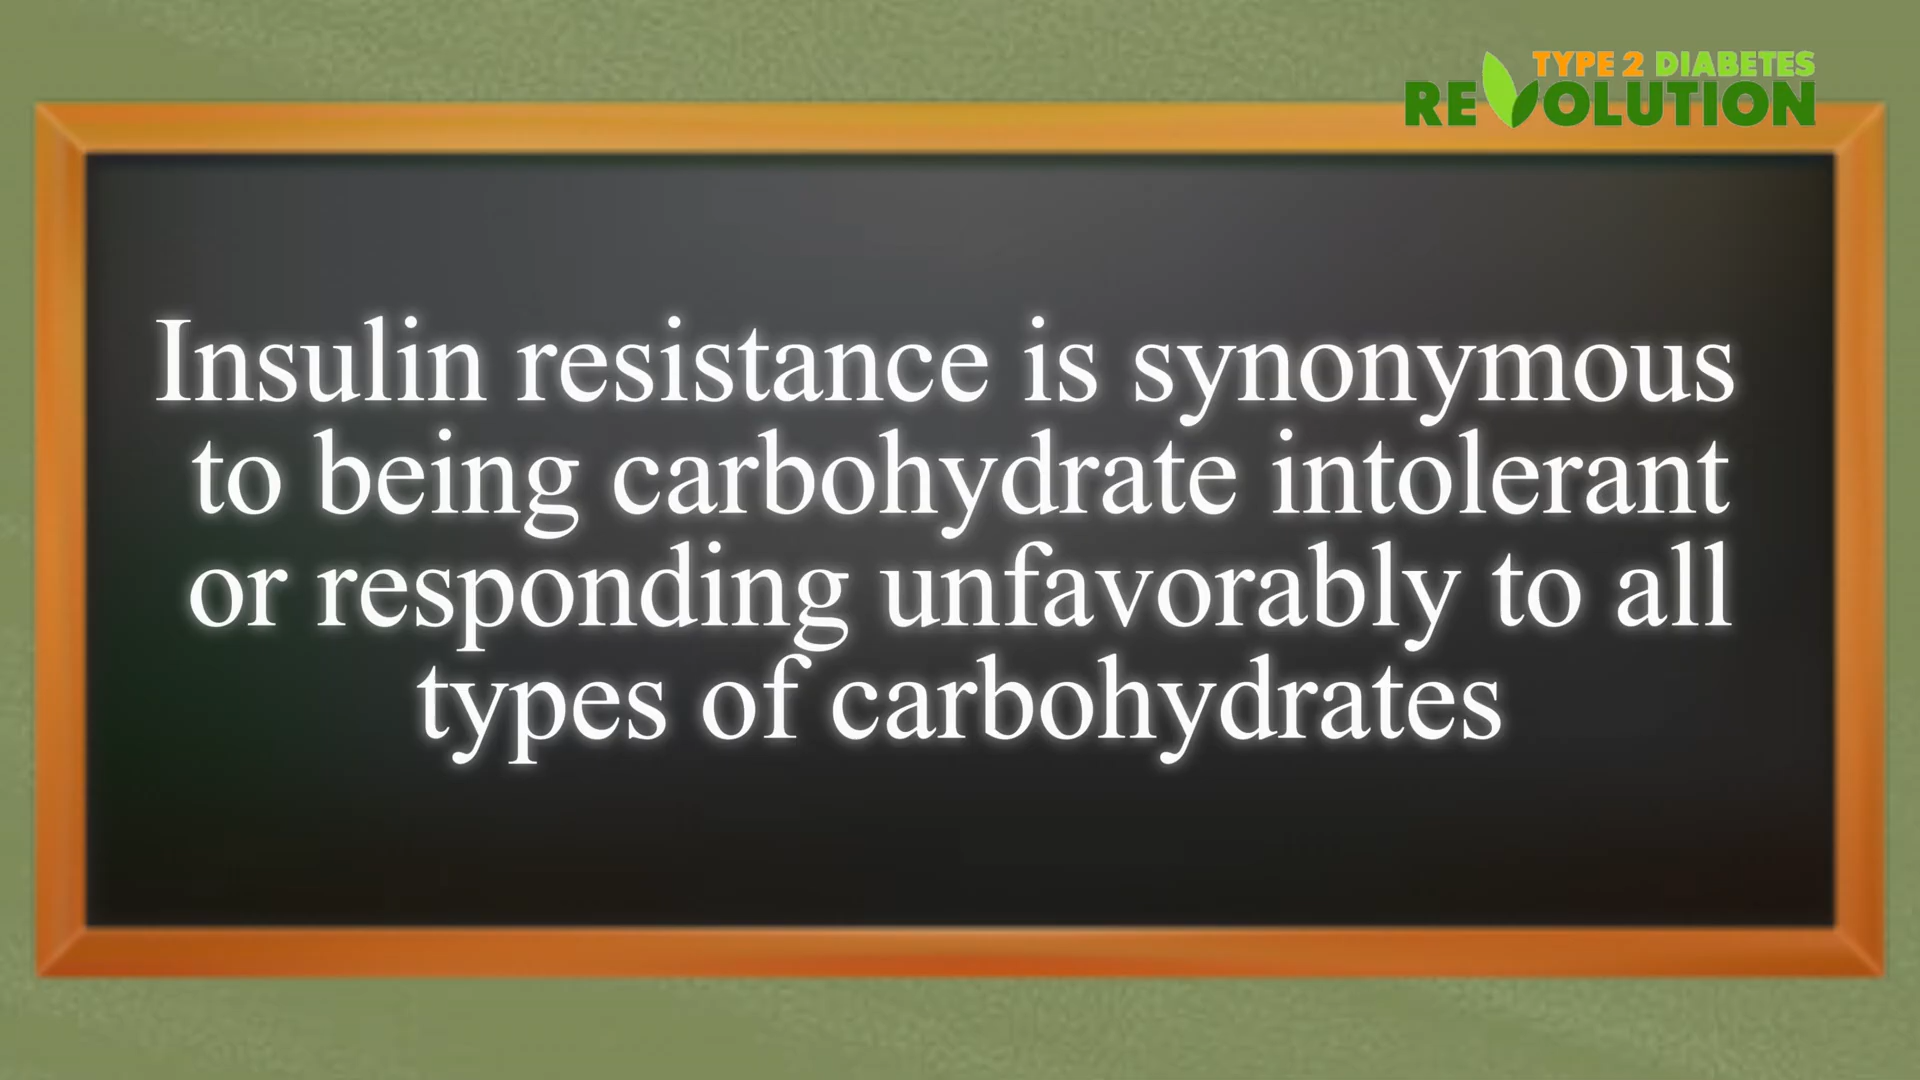 TYPE 2 DIABETES
REVOLUTION
Insulin resistance is synonymous
to being carbohydrate intolerant
or responding unfavorably to all
types of carbohydrates